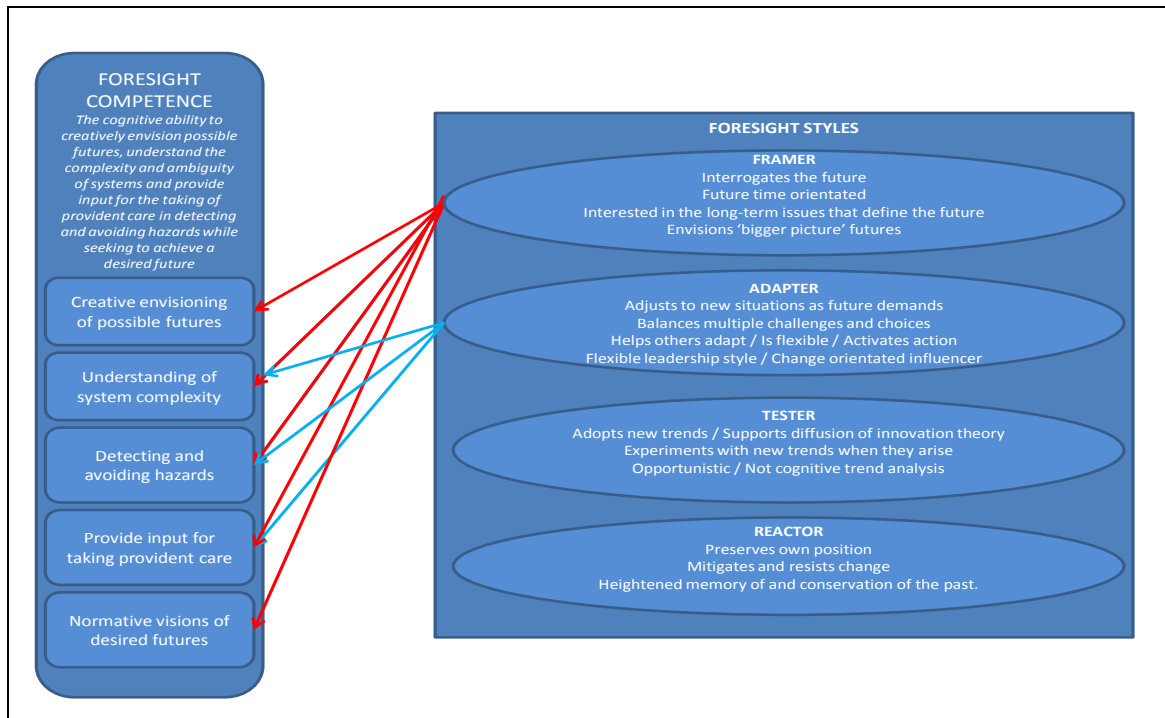 FORESIGHT
COMPETENCE
The cognitive ability to
creatively envision possible
futures, understand the
complexity and ambiguity
of systems and provide
input for the taking of
provident care in detecting
and avoiding hazards while
seeking to achieve a
desired future
Creative envisioning
of possible futures
Understanding of
system complexity
Detecting and
avoiding hazards
Provide input for
taking provident care
Normative visions of
desired futures
FORESIGHT STYLES
FRAMER
Interrogates the future
Future time orientated
Interested in the long-term issues that define the future
Envisions ‘bigger picture’ futures
ADAPTER
Adjusts to new situations as future demands
Balances multiple challenges and choices
Helps others adapt / Is flexible / Activates action
Flexible leadership style / Change orientated influencer
TESTER
Adopts new trends / Supports diffusion of innovation theory
Experiments with new trends when they arise
Opportunistic / Not cognitive trend analysis
REACTOR
Preserves own position
Mitigates and resists change
Heightened memory of and conservation of the past.